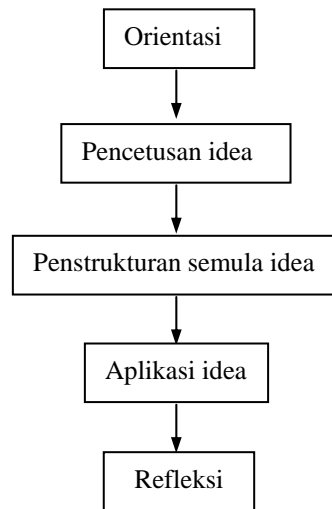 Orientasi
Pencetusan idea
Penstrukturan semula idea
Aplikasi idea
Refleksi